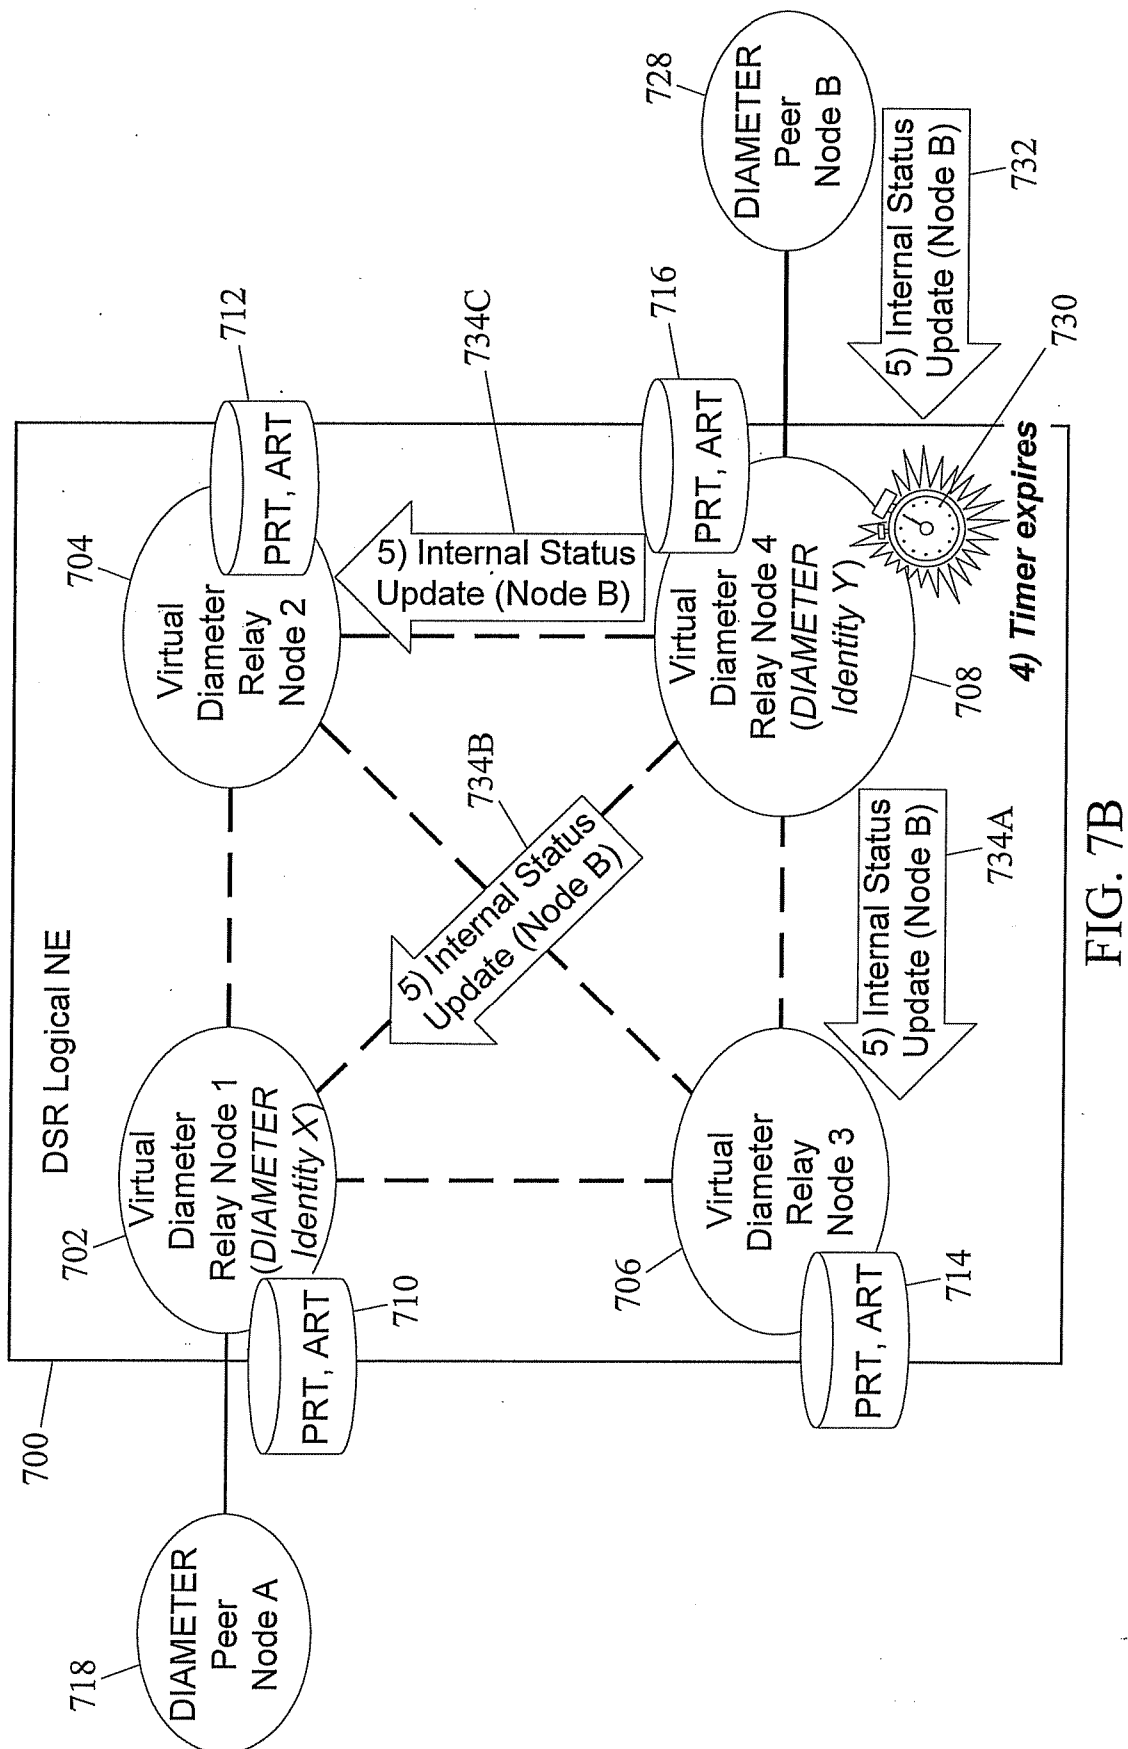 700
DSR Logical NE
718
DIAMETER
Peer
Node A
702
Virtual
Diameter
Relay Node 1
(DIAMETER
Identity X)
PRT, ART
710
704
Virtual
Diameter
Relay
Node 2
PRT, ART
712
734B
5) Internal Status
Update (Node B)
5) Internal Status
Update (Node B)
734C
706
Virtual
Diameter
Relay
Node 3
PRT, ART
714
Virtual
Diameter
Relay Node 4
(DIAMETER
Identity Y)
708
PRT, ART
716
728
DIAMETER
Peer
Node B
5) Internal Status
Update (Node B)
734A
5) Internal Status
Update (Node B)
732
730
4) Timer expires
FIG. 7B